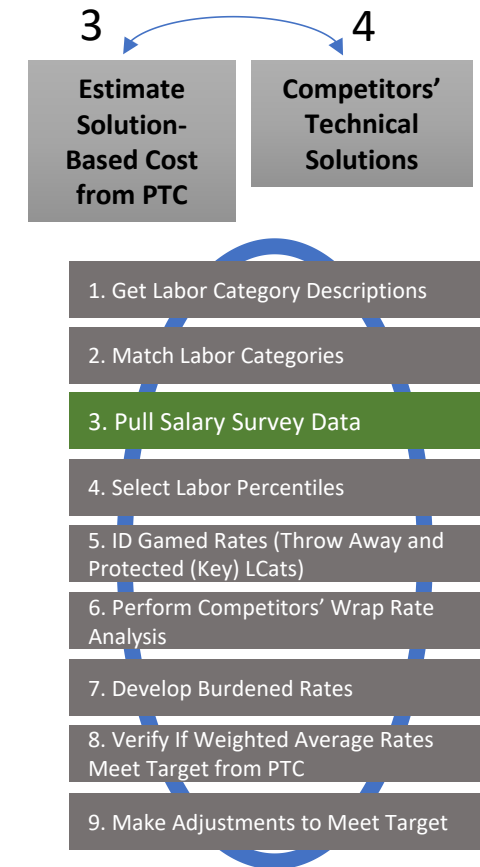 3
4
Estimate
Solution-
Based Cost
from PTC
Competitors’
Technical
Solutions
1. Get Labor Category Descriptions
2. Match Labor Categories
3. Pull Salary Survey Data
4. Select Labor Percentiles
5. ID Gamed Rates (Throw Away and
Protected (Key) LCats)
6. Perform Competitors’ Wrap Rate
Analysis
7. Develop Burdened Rates
8. Verify If Weighted Average Rates
Meet Target from PTC
9. Make Adjustments to Meet Target